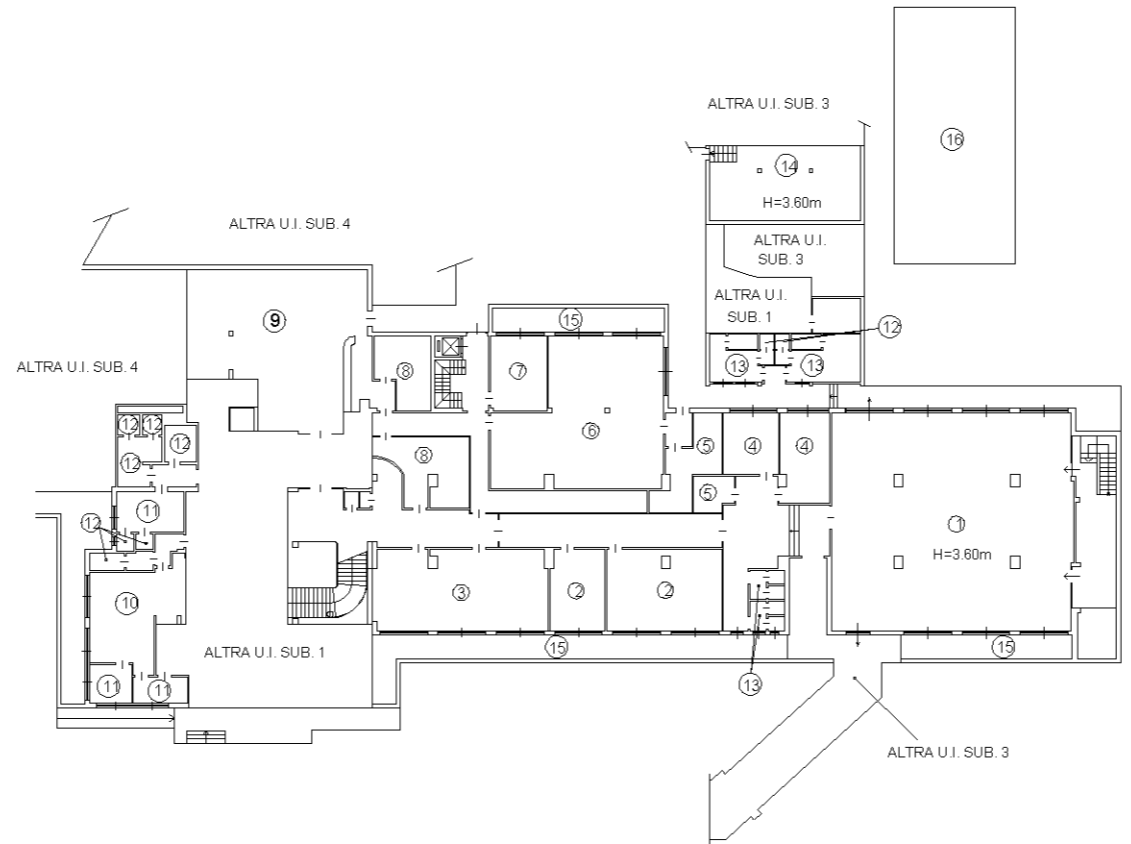 ALTRA U.I. SUB. 3
16
14
H=3.60m
ALTRA U.I. SUB. 4
ALTRA U.I.
SUB. 3
ALTRA U.I.
SUB. 1
9
15
12
ALTRA U.I. SUB. 4
8
7
13
13
12
12
12
6
5
4
4
12
8
11
5
12
1
H=3.60m
10
3
2
2
ALTRA U.I. SUB. 1
15
15
11
11
13
ALTRA U.I. SUB. 3